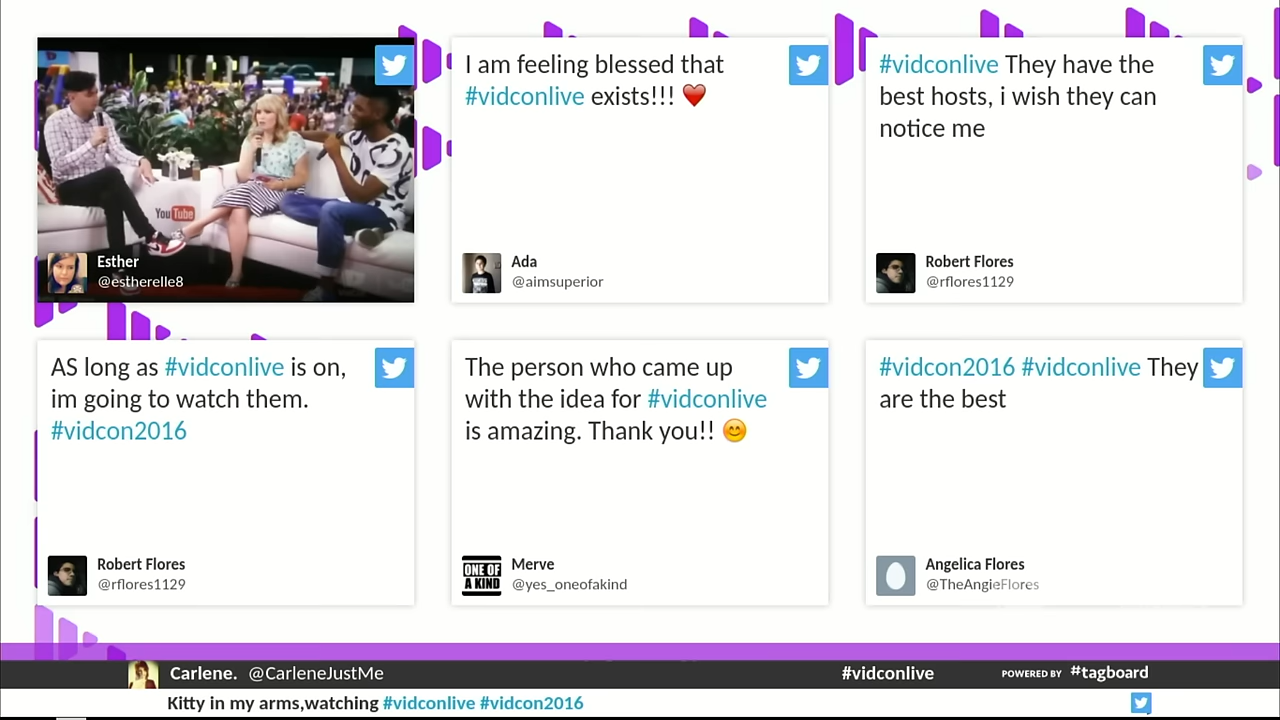 YouTube
Esther
@estherelle8
I am feeling blessed that
#vidconlive exists!!! ❤️
Ada
@aimsuperior
#vidconlive They have the
best hosts, i wish they can
notice me
Robert Flores
@rflores1129
AS long as #vidconlive is on,
im going to watch them.
#vidcon2016
Robert Flores
@rflores1129
The person who came up
with the idea for #vidconlive
is amazing. Thank you!! 😊
ONE OF
A KIND
Merve
@yes_oneofakind
#vidcon2016 #vidconlive They
are the best
Angelica Flores
@TheAngieFlores
Carlene. @CarleneJustMe
#vidconlive
POWERED BY #tagboard
Kitty in my arms,watching #vidconlive #vidcon2016